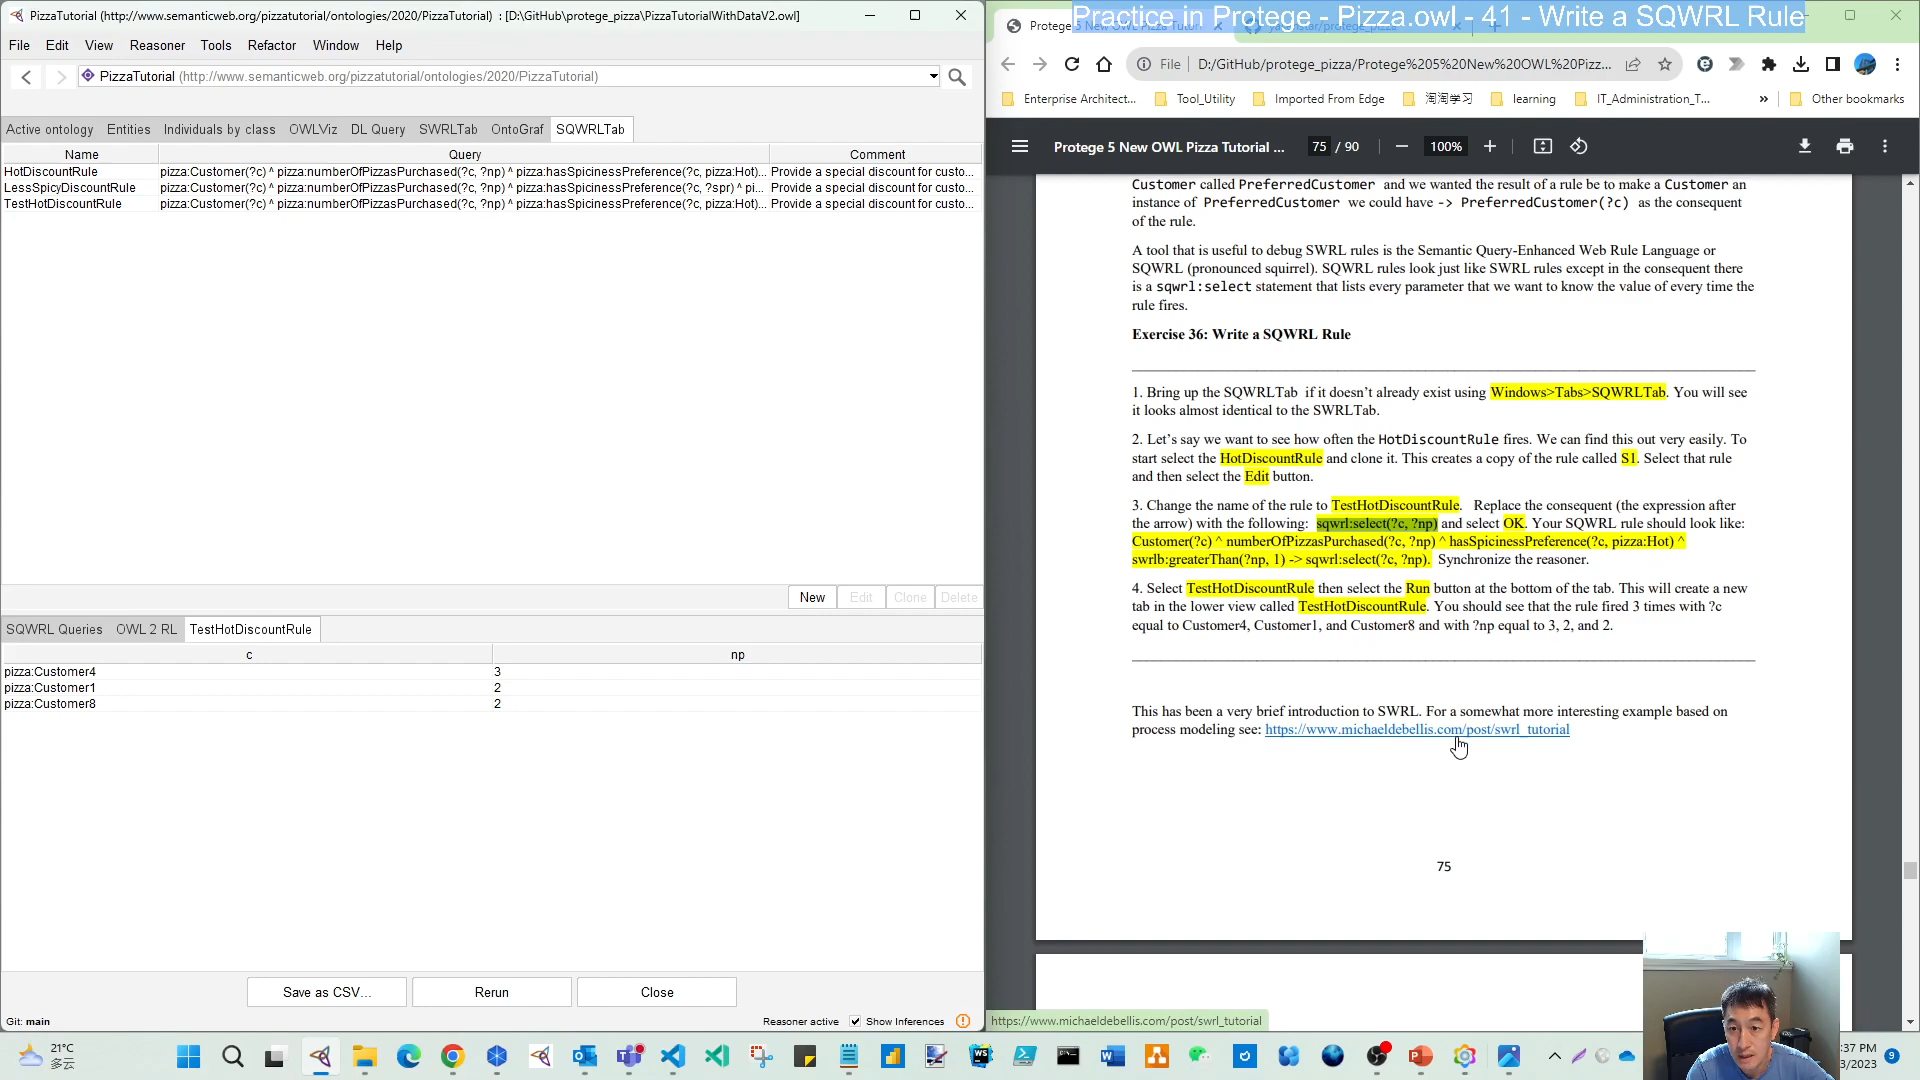 PizzaTutorial (http://www.semanticweb.org/pizzatutorial/ontologies/2020/PizzaTutorial) : [D:\GitHub\protege_pizza\PizzaTutorialWithDataV2.owl]
File Edit View Reasoner Tools Refactor Window Help
PizzaTutorial (http://www.semanticweb.org/pizzatutorial/ontologies/2020/PizzaTutorial)
Active ontology Entities Individuals by class OWLViz DL Query SWRLTab OntoGraf SQWRLTab
Name Query Comment
HotDiscountRule pizza:Customer(?c) ^ pizza:numberOfPizzasPurchased(?c, ?np) ^ pizza:hasSpicinessPreference(?c, pizza:Hot)... Provide a special discount for custo...
LessSpicyDiscountRule pizza:Customer(?c) ^ pizza:numberOfPizzasPurchased(?c, ?np) ^ pizza:hasSpicinessPreference(?c, ?spr) ^ pi... Provide a special discount for custo...
TestHotDiscountRule pizza:Customer(?c) ^ pizza:numberOfPizzasPurchased(?c, ?np) ^ pizza:hasSpicinessPreference(?c, pizza:Hot)... Provide a special discount for custo...
New Edit Clone Delete
SQWRL Queries OWL 2 RL TestHotDiscountRule
c np
pizza:Customer4 3
pizza:Customer1 2
pizza:Customer8 2
Save as CSV... Rerun Close
Git: main Reasoner active Show Inferences
Practice in Protege - Pizza.owl - 41 - Write a SQWRL Rule
Protege 5 New OWL Pizza Tutori
File D:/GitHub/protege_pizza/Protege%205%20New%20OWL%20Pizz...
Enterprise Architect... Tool_Utility Imported From Edge 淘淘学习 learning IT_Administration_T... » Other bookmarks
Protege 5 New OWL Pizza Tutorial ... 75 / 90 100%
Customer called PreferredCustomer and we wanted the result of a rule be to make a Customer an
instance of PreferredCustomer we could have -> PreferredCustomer(?c) as the consequent
of the rule.
A tool that is useful to debug SWRL rules is the Semantic Query-Enhanced Web Rule Language or
SQWRL (pronounced squirrel). SQWRL rules look just like SWRL rules except in the consequent there
is a sqwrl:select statement that lists every parameter that we want to know the value of every time the
rule fires.
Exercise 36: Write a SQWRL Rule
1. Bring up the SQWRLTab if it doesn't already exist using Windows>Tabs>SQWRLTab. You will see
it looks almost identical to the SWRLTab.
2. Let's say we want to see how often the HotDiscountRule fires. We can find this out very easily. To
start select the HotDiscountRule and clone it. This creates a copy of the rule called S1. Select that rule
and then select the Edit button.
3. Change the name of the rule to TestHotDiscountRule. Replace the consequent (the expression after
the arrow) with the following: sqwrl:select(?c, ?np) and select OK. Your SQWRL rule should look like:
Customer(?c) ^ numberOfPizzasPurchased(?c, ?np) ^ hasSpicinessPreference(?c, pizza:Hot) ^
swrlb:greaterThan(?np, 1) -> sqwrl:select(?c, ?np). Synchronize the reasoner.
4. Select TestHotDiscountRule then select the Run button at the bottom of the tab. This will create a new
tab in the lower view called TestHotDiscountRule. You should see that the rule fired 3 times with ?c
equal to Customer4, Customer1, and Customer8 and with ?np equal to 3, 2, and 2.
This has been a very brief introduction to SWRL. For a somewhat more interesting example based on
process modeling see: https://www.michaeldebellis.com/post/swrl_tutorial
75
https://www.michaeldebellis.com/post/swrl_tutorial
21°C
多云
:37 PM
3/2023
9